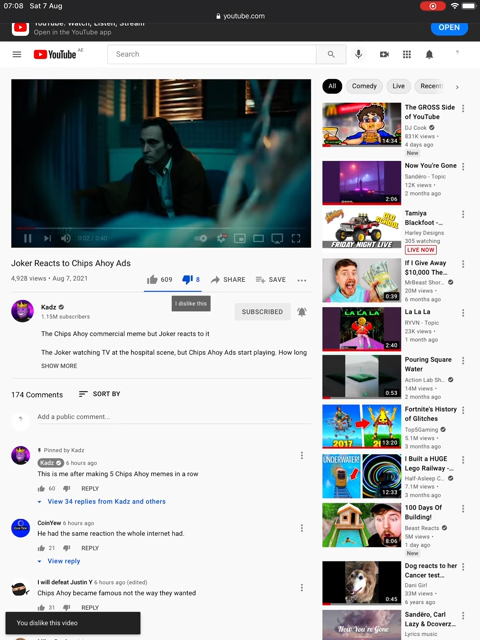 07:08 Sat 7 Aug
youtube.com
YouTube: Watch, Listen, Stream
Open in the YouTube app
OPEN
YouTube AE
Search
0:02 / 0:40
Joker Reacts to Chips Ahoy Ads
4,928 views • Aug 7, 2021
609
8
SHARE
SAVE
I dislike this
Kadz
1.15M subscribers
SUBSCRIBED
The Chips Ahoy commercial meme but Joker reacts to it
The Joker watching TV at the hospital scene, but Chips Ahoy Ads start playing. How long
SHOW MORE
174 Comments
SORT BY
Add a public comment...
Pinned by Kadz
Kadz 6 hours ago
This is me after making 5 Chips Ahoy memes in a row
60 REPLY
View 34 replies from Kadz and others
CoinYew 6 hours ago
He had the same reaction the whole internet had.
21 REPLY
View reply
I will defeat Justin Y 6 hours ago (edited)
Chips Ahoy became famous not the way they wanted
31 REPLY
You dislike this video
All
Comedy
Live
Recent
14:34
The GROSS Side
of YouTube
DJ Cook
831K views •
4 days ago
New
2:06
Now You're Gone
Sandëro - Topic
12K views •
2 months ago
OLD SCHOOL
FRIDAY NIGHT LIVE
Tamiya
Blackfoot -...
Harley Designs
305 watching
LIVE NOW
0:39
If I Give Away
$10,000 The...
MrBeast Shor...
20M views •
6 months ago
LA LA LA
2:40
La La La
RYVN - Topic
23K views •
1 month ago
0:53
Pouring Square
Water
Action Lab Sh...
14M views •
2 months ago
2017
13:20
Fortnite's History
of Glitches
Top5Gaming
5.1M views •
3 months ago
UNDERWATER!
12:33
I Built a HUGE
Lego Railway -...
Half-Asleep C...
7.1M views •
3 months ago
8:06
100 Days Of
Building!
Beast Reacts
5M views •
1 day ago
New
0:45
Dog reacts to her
Cancer test...
Dani Girl
33M views •
6 years ago
Now You're Gone
Sandëro, Carl
Lazy & Dcoverz...
Lyrics music